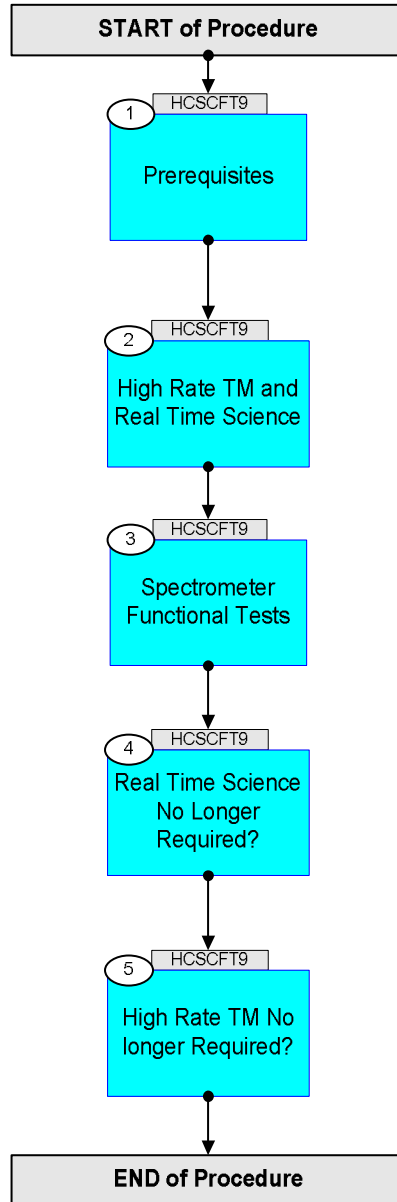 START of Procedure
HCSCFT9
1
Prerequisites
HCSCFT9
2
High Rate TM and
Real Time Science
HCSCFT9
3
Spectrometer
Functional Tests
HCSCFT9
4
Real Time Science
No Longer
Required?
HCSCFT9
5
High Rate TM No
longer Required?
END of Procedure